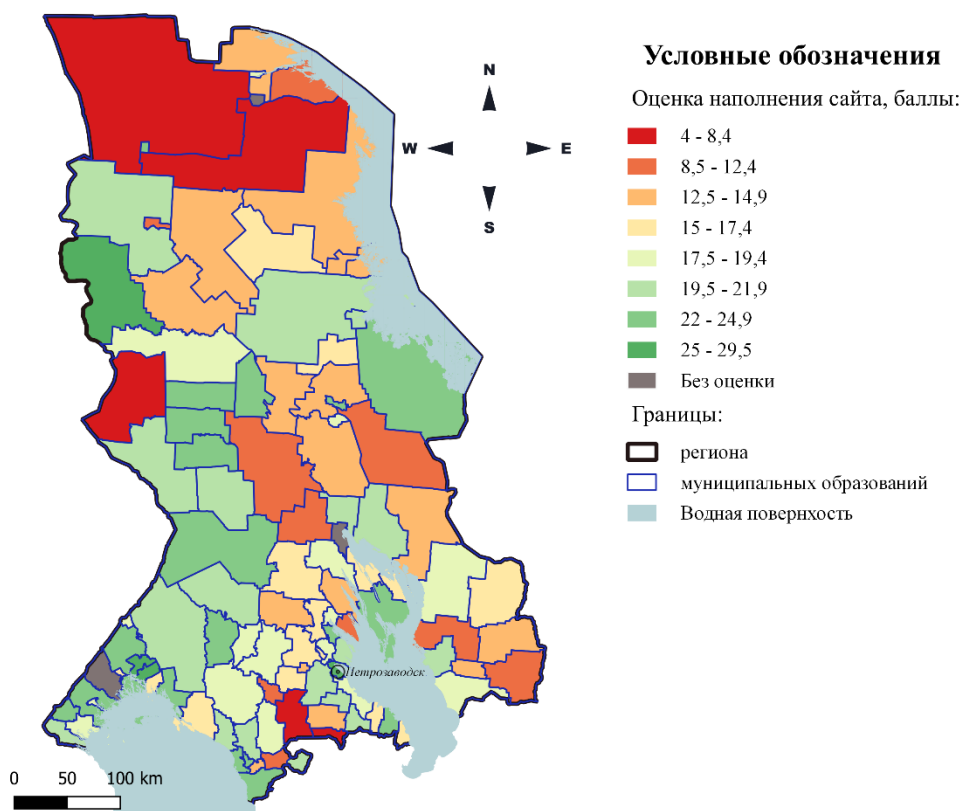 Условные обозначения
Оценка наполнения сайта, баллы:
4 - 8,4
8,5 - 12,4
12,5 - 14,9
15 - 17,4
17,5 - 19,4
19,5 - 21,9
22 - 24,9
25 - 29,5
Без оценки
Границы:
региона
муниципальных образований
Водная повернхость
N
W E
S
Петрозаводск
0 50 100 km